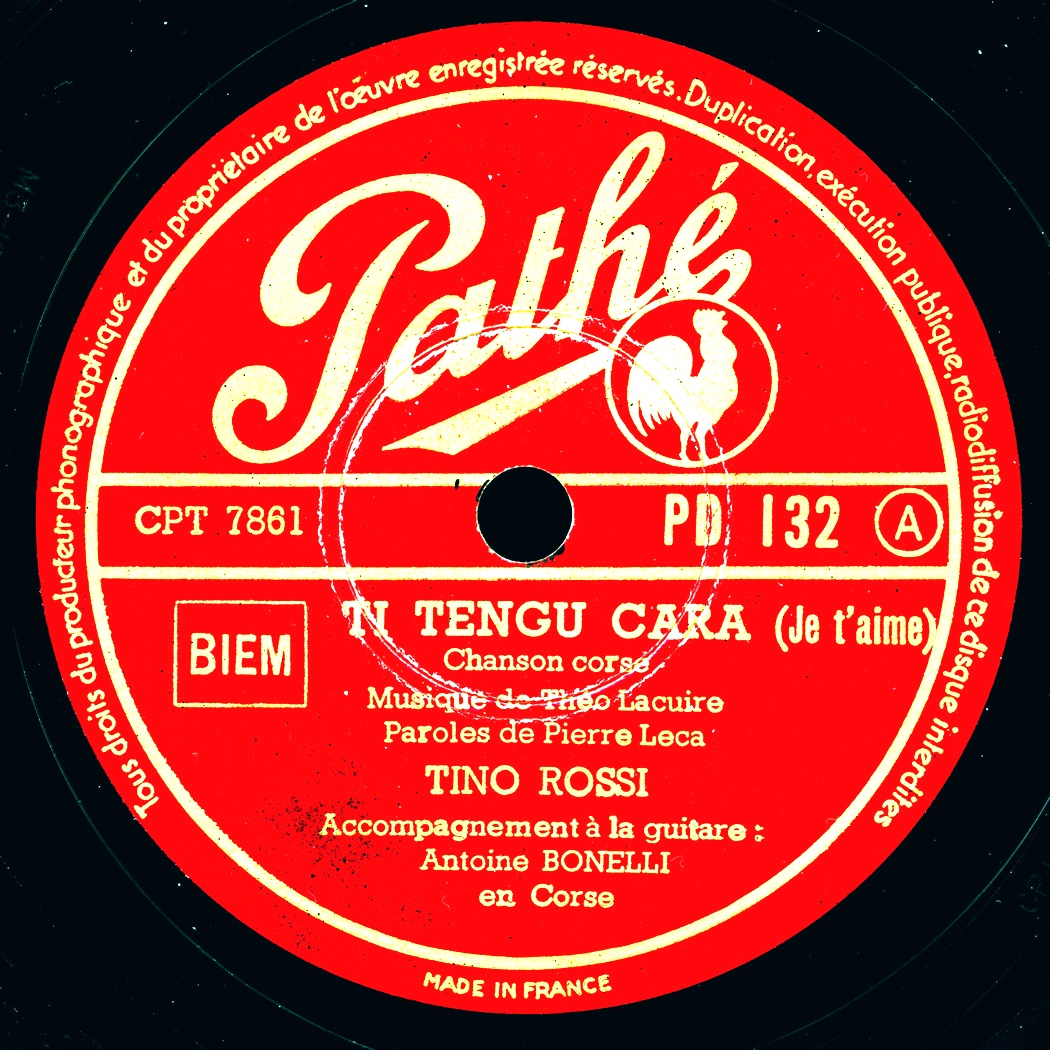 Tous droits du producteur phonographique et du propriétaire de l'œuvre enregistrée réservés. Duplication, exécution publique, radiodiffusion de ce disque interdites
Pathé
CPT 7861
PD 132 A
BIEM
TI TENGU CARA (Je t'aime)
Chanson corse
Musique de Théo Lacuire
Paroles de Pierre Leca
TINO ROSSI
Accompagnement à la guitare :
Antoine BONELLI
en Corse
MADE IN FRANCE